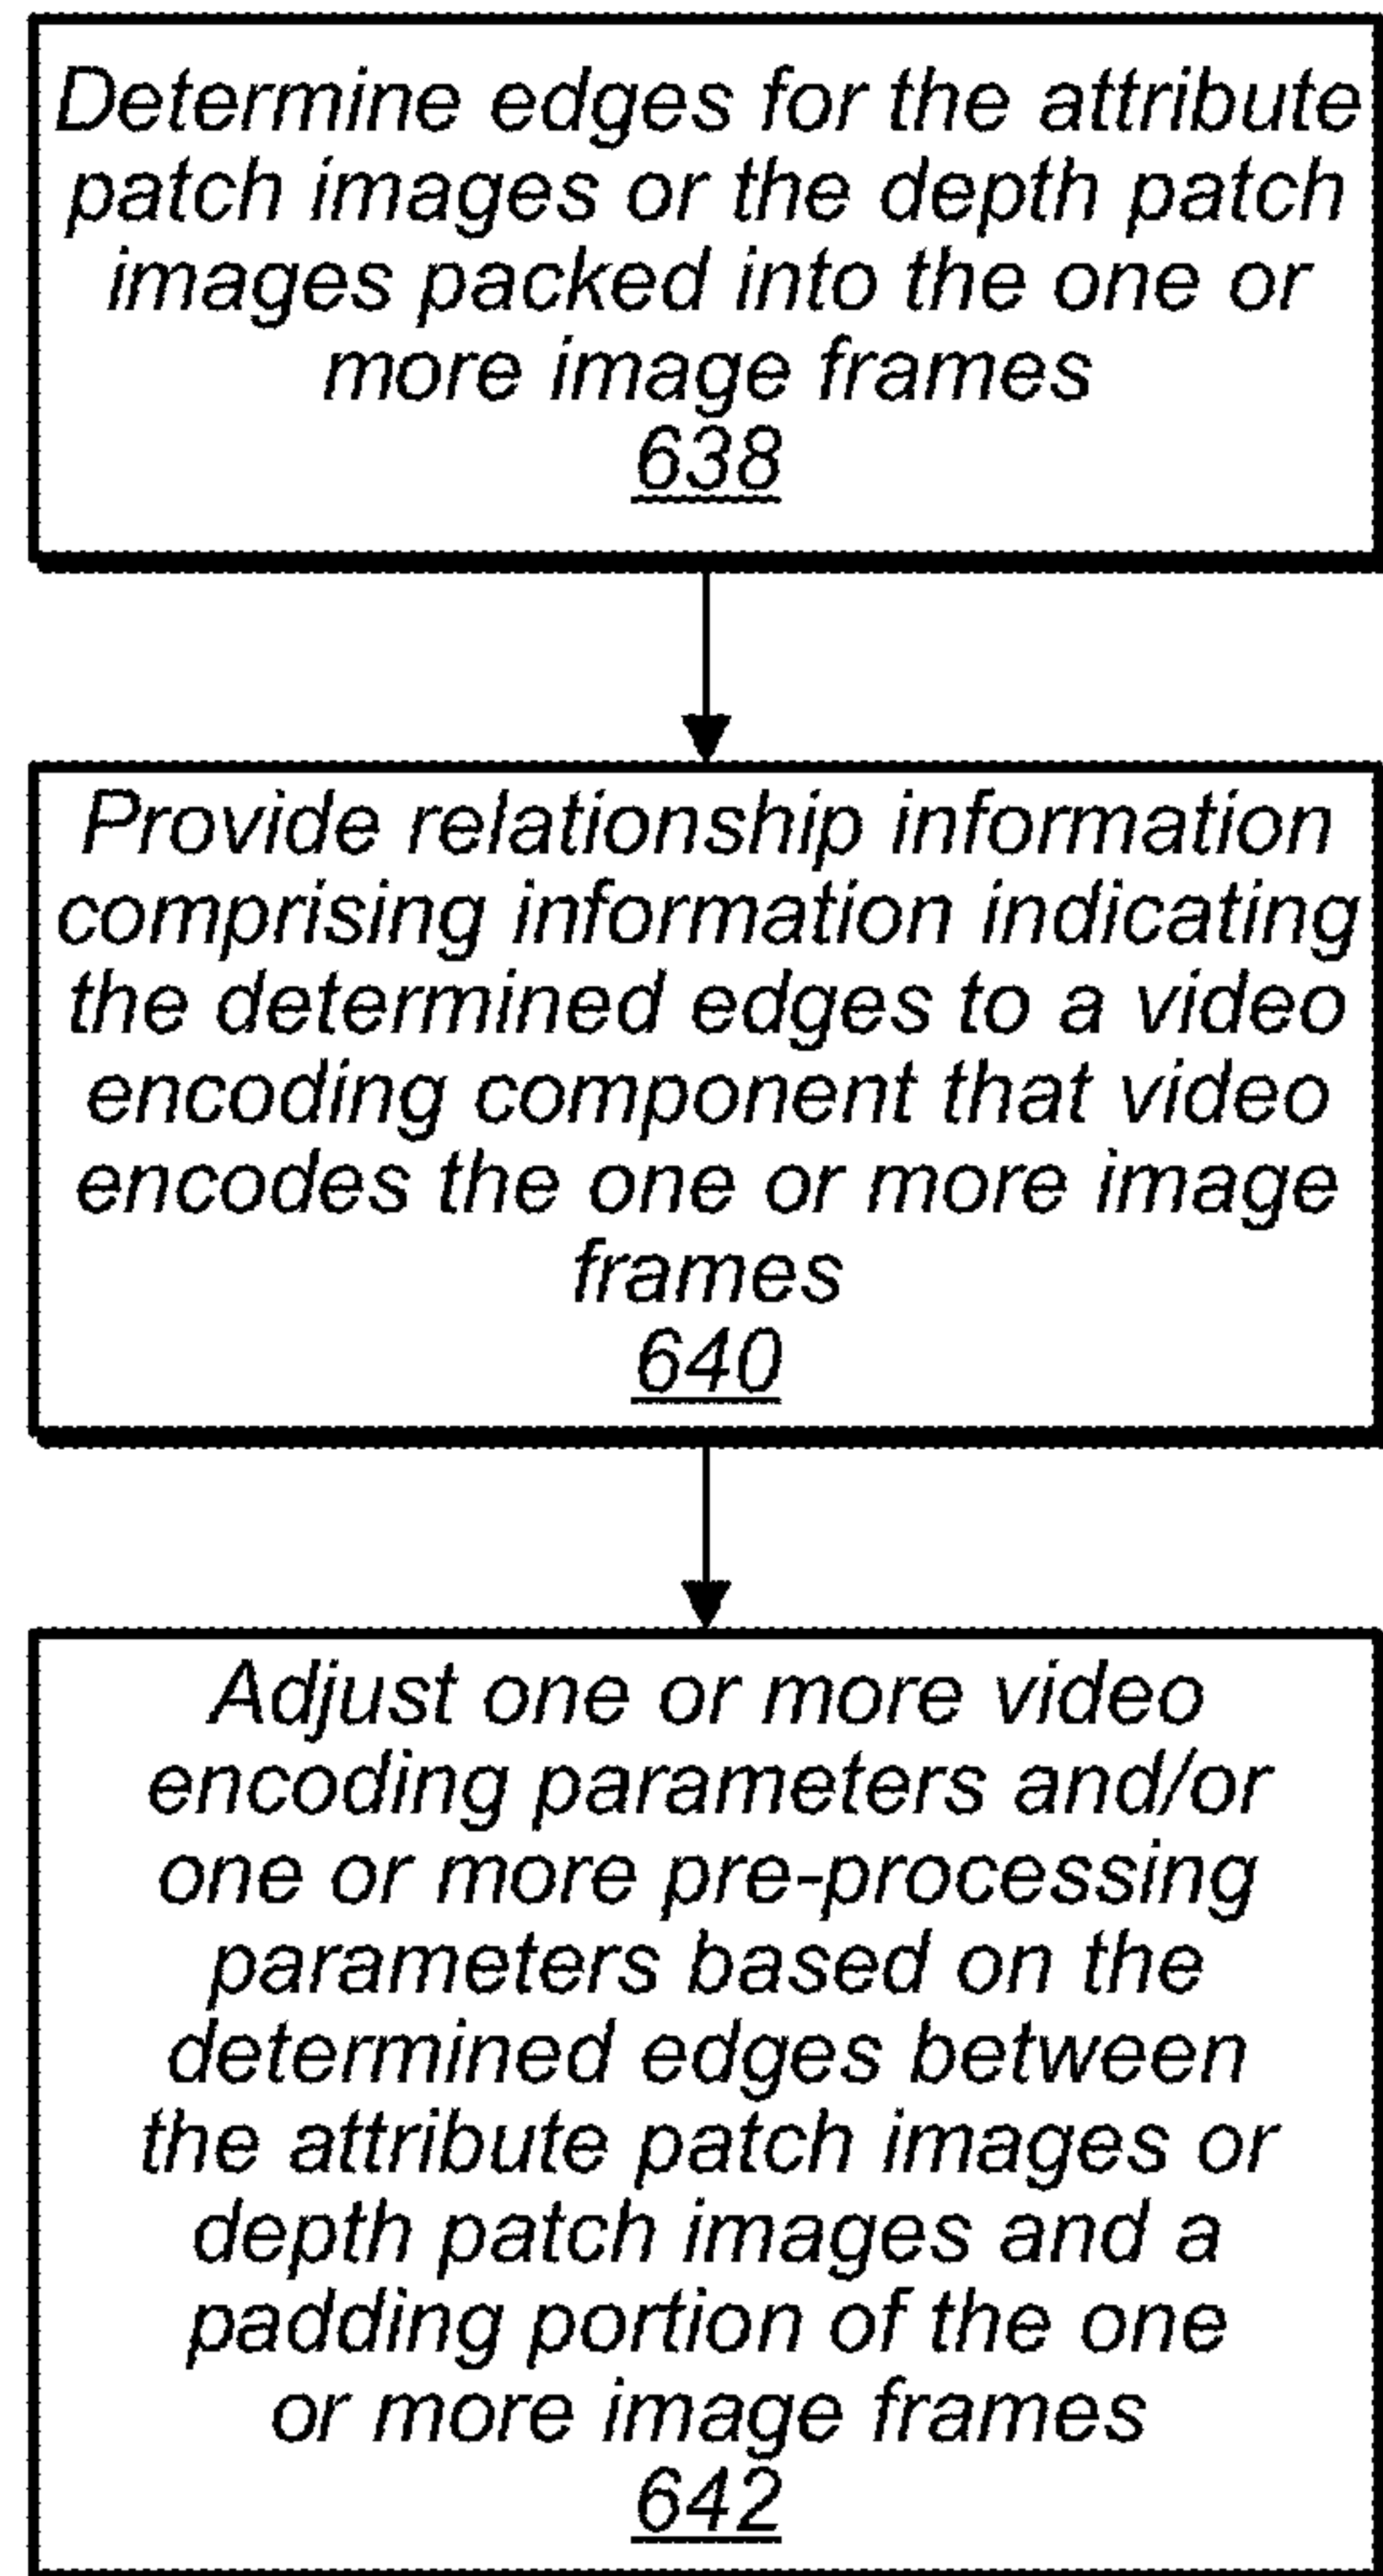 Determine edges for the attribute
patch images or the depth patch
images packed into the one or
more image frames
638
Provide relationship information
comprising information indicating
the determined edges to a video
encoding component that video
encodes the one or more image
frames
640
Adjust one or more video
encoding parameters and/or
one or more pre-processing
parameters based on the
determined edges between
the attribute patch images or
depth patch images and a
padding portion of the one
or more image frames
642